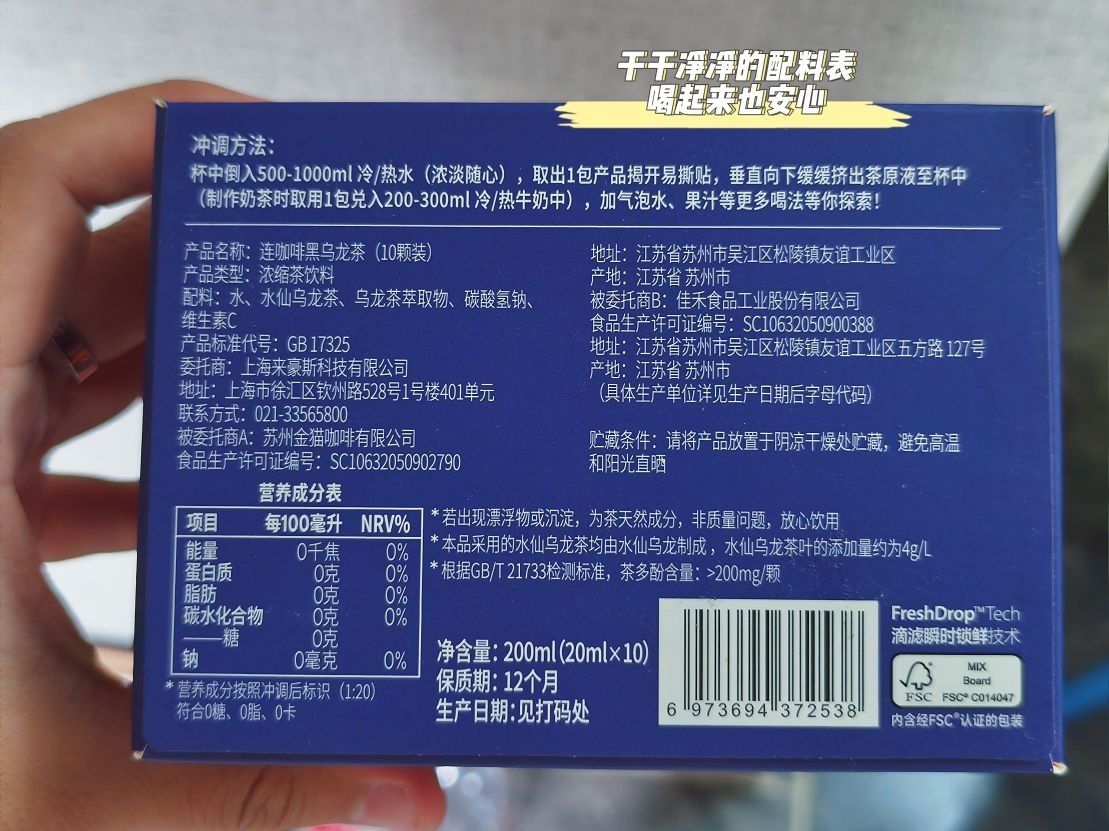 干干淨淨的配料表
喝起来也安心
冲调方法：
杯中倒入500-1000ml 冷/热水（浓淡随心），取出1包产品揭开易撕贴，垂直向下缓缓挤出茶原液至杯中
（制作奶茶时取用1包兑入200-300ml 冷/热牛奶中），加气泡水、果汁等更多喝法等你探索！
产品名称：连咖啡黑乌龙茶（10颗装）
产品类型：浓缩茶饮料
配料：水、水仙乌龙茶、乌龙茶萃取物、碳酸氢钠、
维生素C
产品标准代号：GB 17325
委托商：上海来豪斯科技有限公司
地址：上海市徐汇区钦州路528号1号楼401单元
联系方式：021-33565800
被委托商A：苏州金猫咖啡有限公司
食品生产许可证编号：SC10632050902790
地址：江苏省苏州市吴江区松陵镇友谊工业区
产地：江苏省 苏州市
被委托商B：佳禾食品工业股份有限公司
食品生产许可证编号：SC10632050900388
地址：江苏省苏州市吴江区松陵镇友谊工业区五方路 127号
产地：江苏省 苏州市
（具体生产单位详见生产日期后字母代码）
贮藏条件：请将产品放置于阴凉干燥处贮藏，避免高温
和阳光直晒
营养成分表
项目 每100毫升 NRV%
能量 0千焦 0%
蛋白质 0克 0%
脂肪 0克 0%
碳水化合物 0克 0%
——糖 0克
钠 0毫克 0%
*营养成分按照冲调后标识（1:20）
符合0糖、0脂、0卡
*若出现漂浮物或沉淀，为茶天然成分，非质量问题，放心饮用
*本品采用的水仙乌龙茶均由水仙乌龙制成，水仙乌龙茶叶的添加量约为4g/L
*根据GB/T 21733检测标准，茶多酚含量：>200mg/颗
净含量：200ml（20ml×10）
保质期：12个月
生产日期：见打码处
6 973694 372538
FreshDrop™Tech
滴滤瞬时锁鲜技术
FSC
MIX
Board
FSC® C014047
内含经FSC®认证的包装